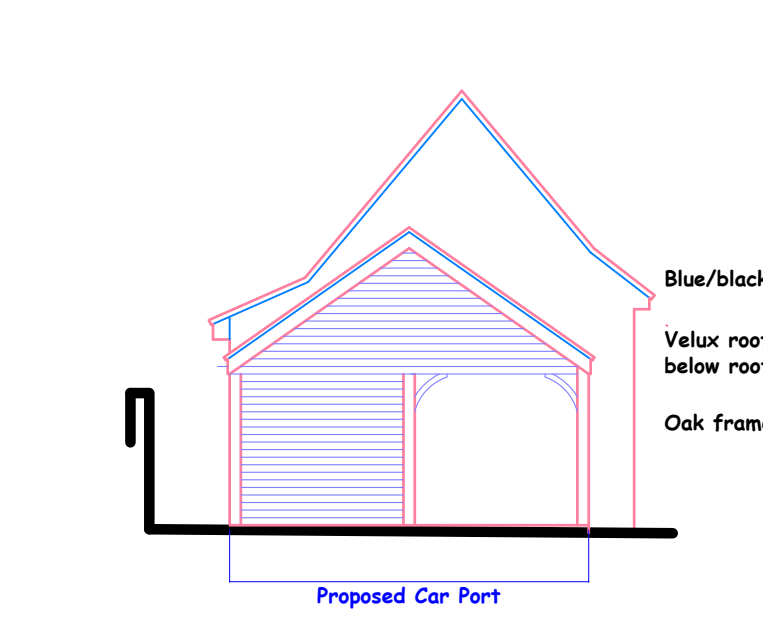 Blue/black
Velux roof
below roof
Oak frame
Proposed Car Port